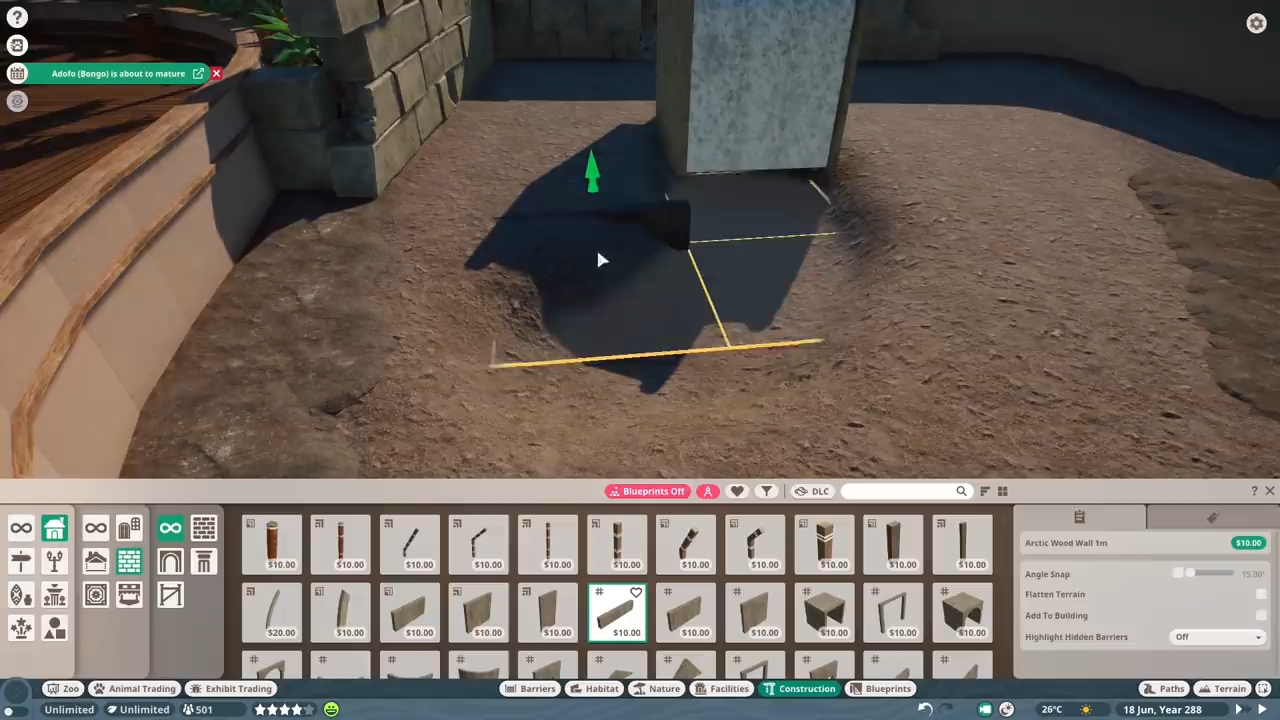 ?
Adofo (Bongo) is about to mature
Blueprints Off
DLC
?
$10.00 $10.00 $10.00 $10.00 $10.00 $10.00 $10.00 $10.00 $10.00 $10.00 $10.00
$20.00 $10.00 $10.00 $10.00 $10.00 $10.00 $10.00 $10.00 $10.00 $10.00 $10.00
Arctic Wood Wall 1m $10.00
Angle Snap 15.00°
Flatten Terrain
Add To Building
Highlight Hidden Barriers Off
Zoo Animal Trading Exhibit Trading Barriers Habitat Nature Facilities Construction Blueprints Paths Terrain
Unlimited Unlimited 501 26°C 18 Jun, Year 288